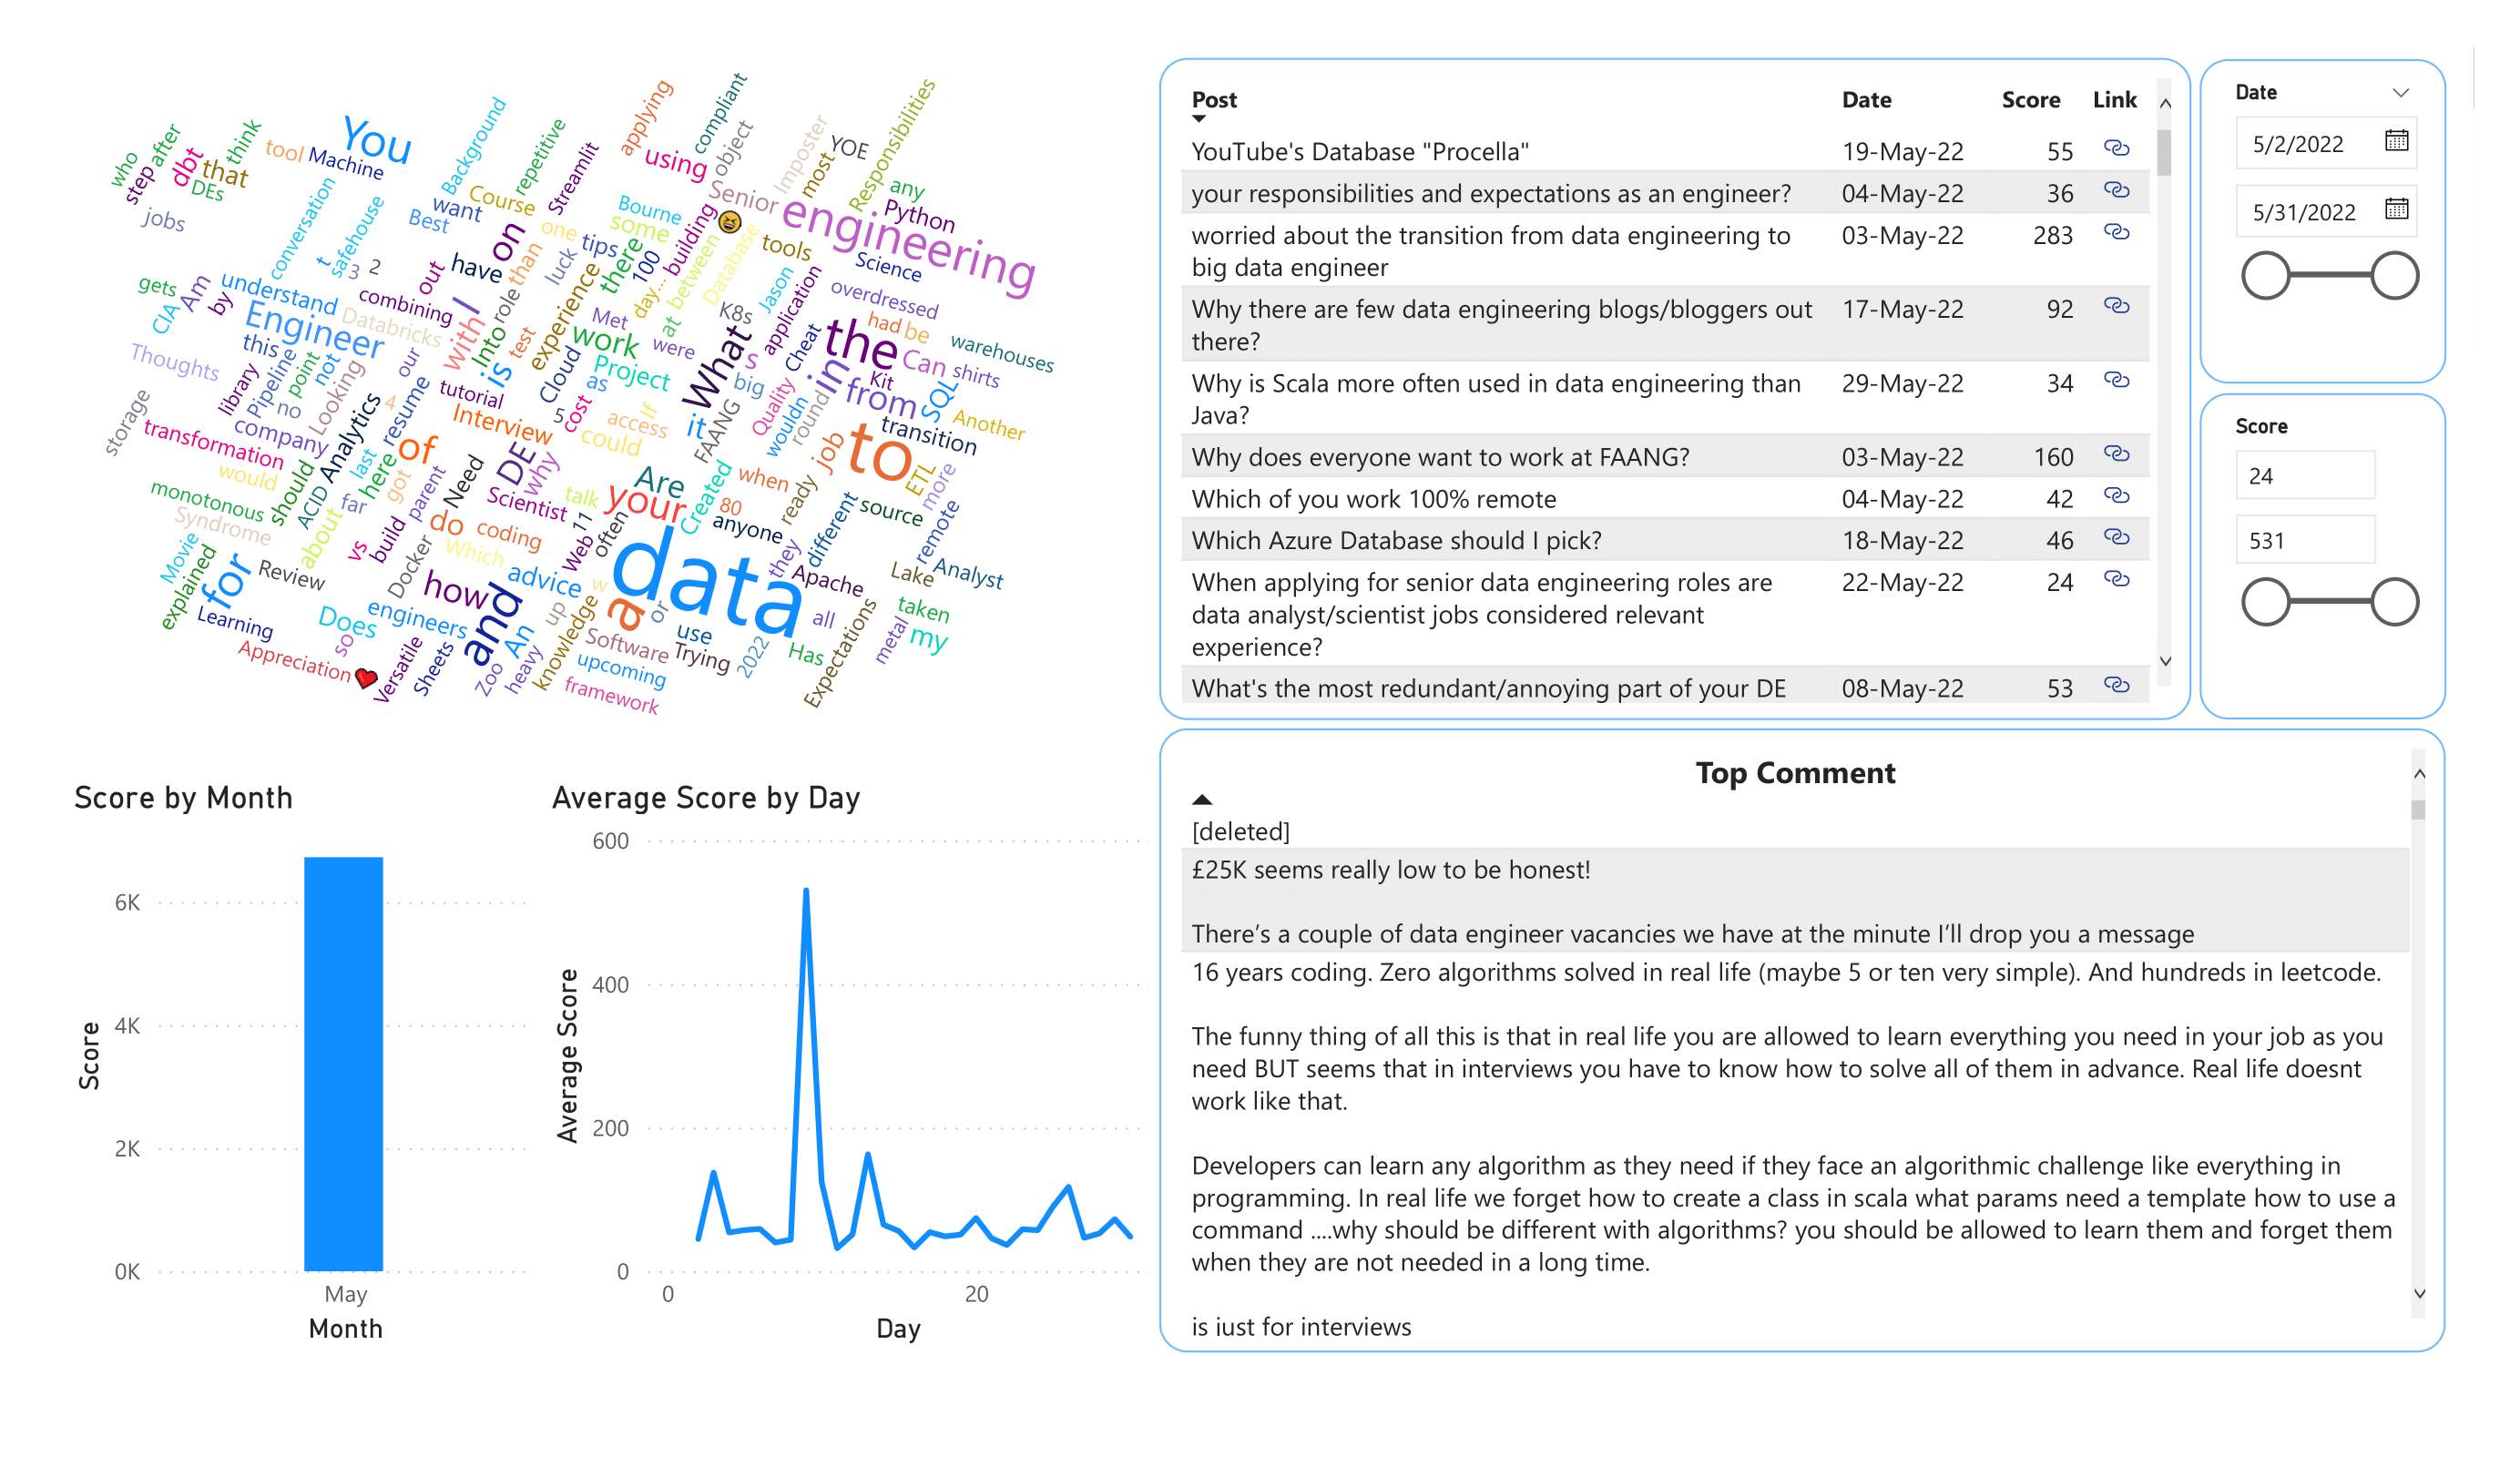 You
Background
repetitive
Streamlit
applying
compliant
object
Imposter
most
YOE
Responsibilities
who
after
step
dbt
that
think
DEs
tool
Machine
using
Senior
any
Python
engineering
jobs
conversation
safehouse
t
3
2
Best
want
Course
one
on
tips
Bourne
some
building
between
Database
tools
Science
gets
Am
by
CIA
understand
combining
out
have
than
luck
experience
there
100
day...
at
Jason
application
overdressed
Engineer
Databricks
with
I
role
Into
test
Met
work
were
K8s
What
s
Cheat
the
had
be
warehouses
Thoughts
this
library
Pipeline
point
not
no
Looking
our
resume
tutorial
is
Cloud
Project
as
big
Quality
wouldn
round
in
Kit
Can
shirts
from
SQL
Another
storage
transformation
company
Analytics
4
of
Interview
5
cost
If
access
could
it
FAANG
job
to
transition
would
should
ACID
last
here
got
parent
Need
DE
why
Scientist
talk
Are
your
Created
when
80
anyone
ready
different
source
ETL
more
remote
monotonous
Syndrome
far
about
vs
build
do
coding
Which
Web
11
often
data
they
Apache
Lake
Analyst
Movie
explained
for
Review
Docker
how
advice
w
a
or
use
all
taken
my
metal
Learning
Does
so
engineers
and
An
up
knowledge
Software
Trying
2022
Has
Expectations
Appreciation
Versatile
Sheets
Zoo
heavy
upcoming
framework
Post Date Score Link
YouTube's Database "Procella" 19-May-22 55
your responsibilities and expectations as an engineer? 04-May-22 36
worried about the transition from data engineering to 03-May-22 283
big data engineer
Why there are few data engineering blogs/bloggers out 17-May-22 92
there?
Why is Scala more often used in data engineering than 29-May-22 34
Java?
Why does everyone want to work at FAANG? 03-May-22 160
Which of you work 100% remote 04-May-22 42
Which Azure Database should I pick? 18-May-22 46
When applying for senior data engineering roles are 22-May-22 24
data analyst/scientist jobs considered relevant
experience?
What's the most redundant/annoying part of your DE 08-May-22 53
Date
5/2/2022
5/31/2022
Score
24
531
Score by Month
6K
4K
2K
0K
Score
May
Month
Average Score by Day
600
400
200
0
Average Score
0 20
Day
Top Comment
[deleted]
£25K seems really low to be honest!
There’s a couple of data engineer vacancies we have at the minute I’ll drop you a message
16 years coding. Zero algorithms solved in real life (maybe 5 or ten very simple). And hundreds in leetcode.
The funny thing of all this is that in real life you are allowed to learn everything you need in your job as you
need BUT seems that in interviews you have to know how to solve all of them in advance. Real life doesnt
work like that.
Developers can learn any algorithm as they need if they face an algorithmic challenge like everything in
programming. In real life we forget how to create a class in scala what params need a template how to use a
command ....why should be different with algorithms? you should be allowed to learn them and forget them
when they are not needed in a long time.
is just for interviews